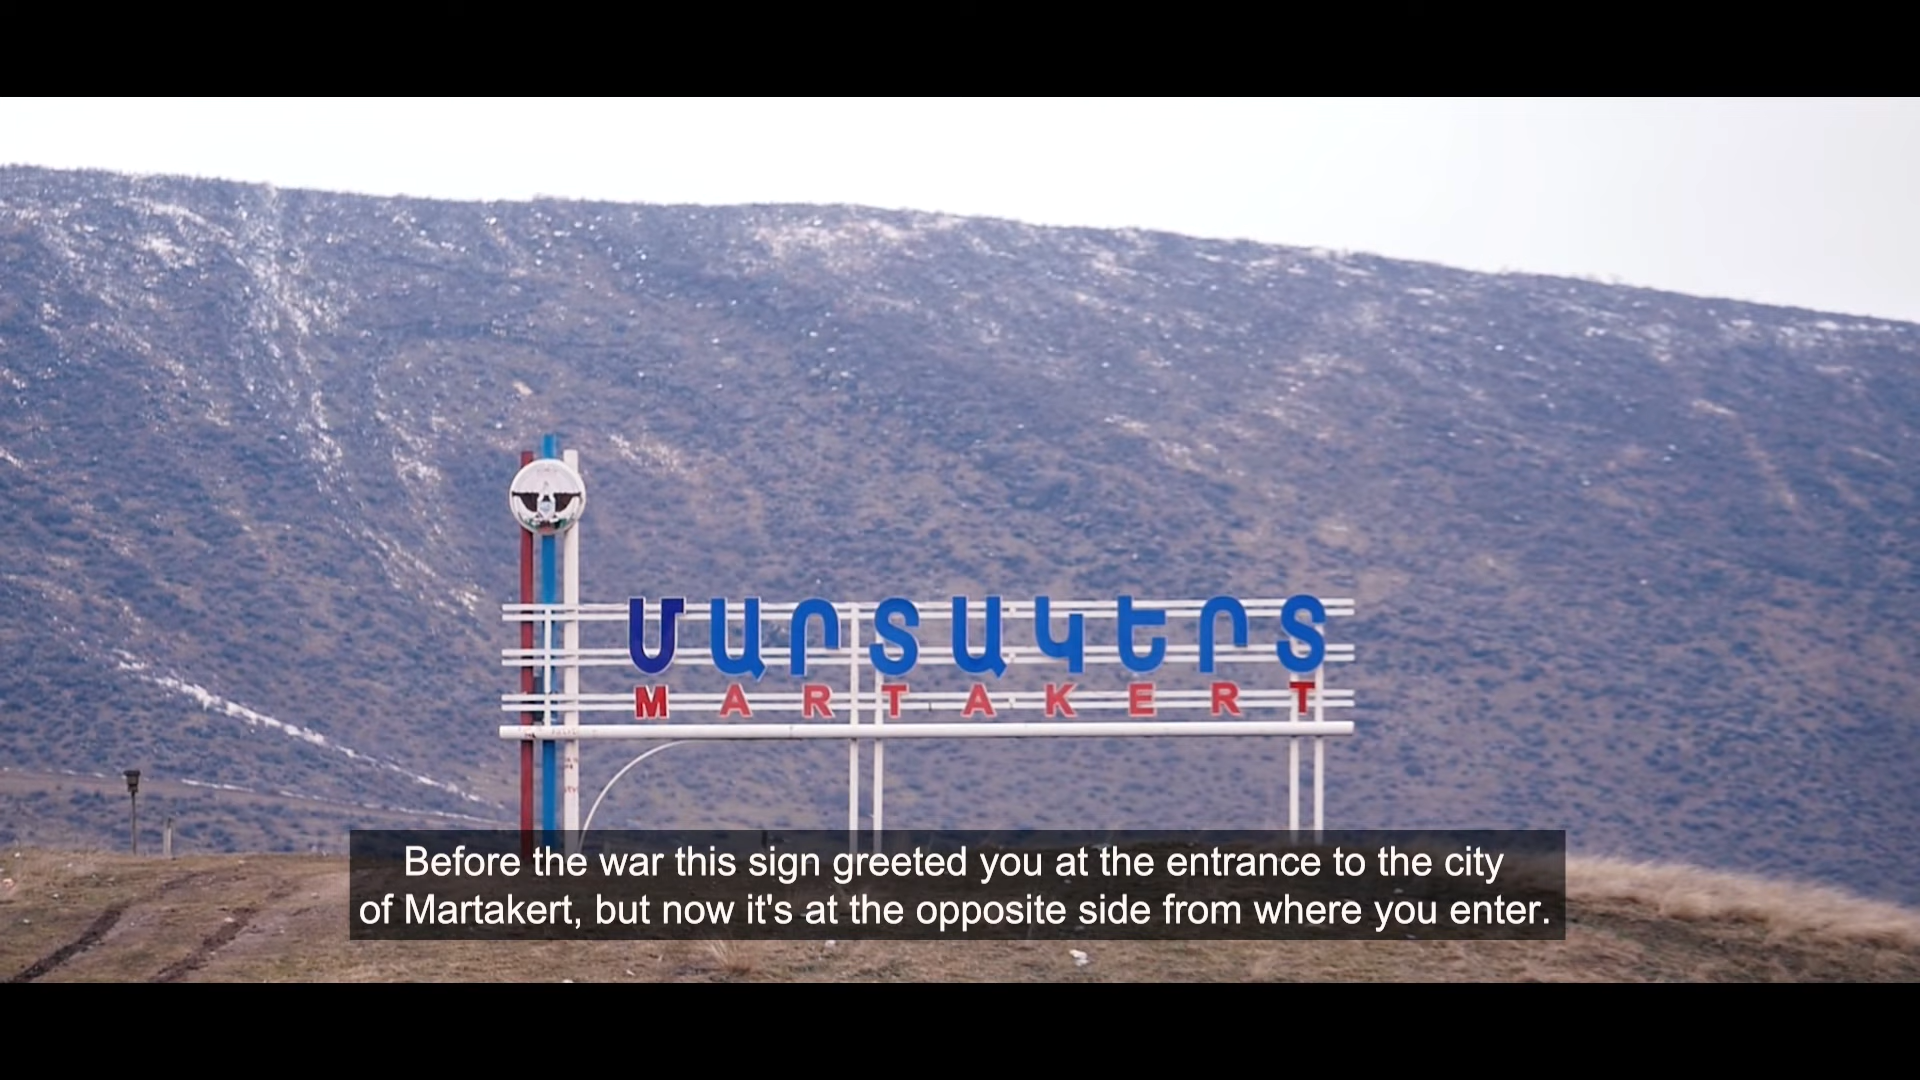 ՄԱՐՏԱԿԵՐՏ
MARTAKERT
Before the war this sign greeted you at the entrance to the city
of Martakert, but now it's at the opposite side from where you enter.